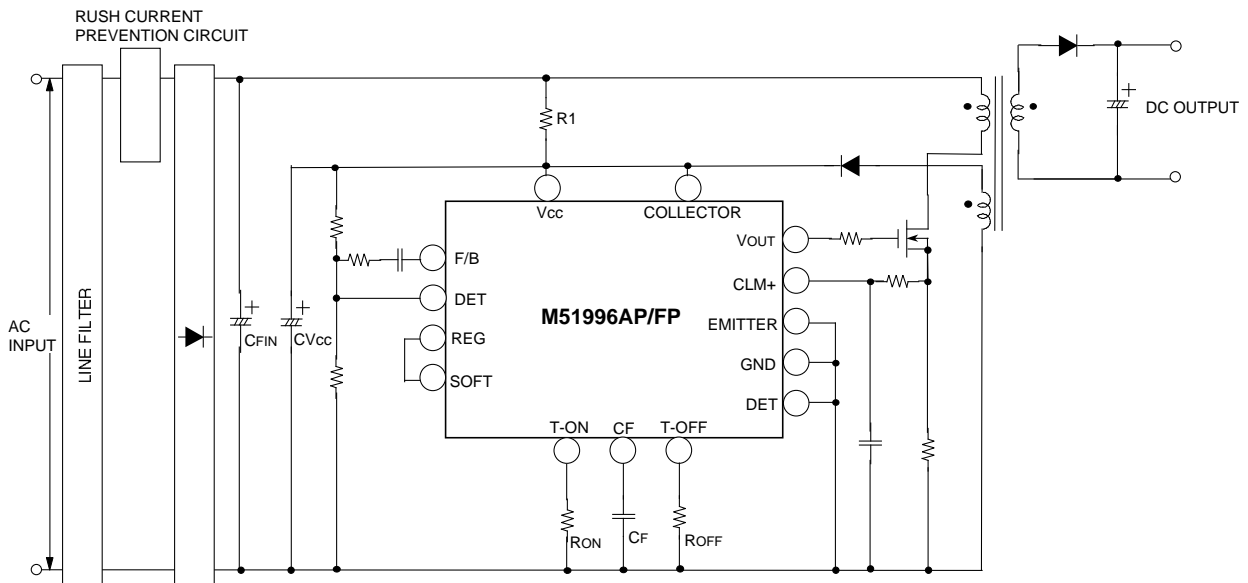 RUSH CURRENT
PREVENTION CIRCUIT
R1
DC OUTPUT
VCC
COLLECTOR
VOUT
F/B
CLM+
DET
M51996AP/FP
EMITTER
AC
INPUT
LINE FILTER
CFIN
CVCC
REG
GND
SOFT
DET
T-ON
CF
T-OFF
RON
CF
ROFF
+
+
+